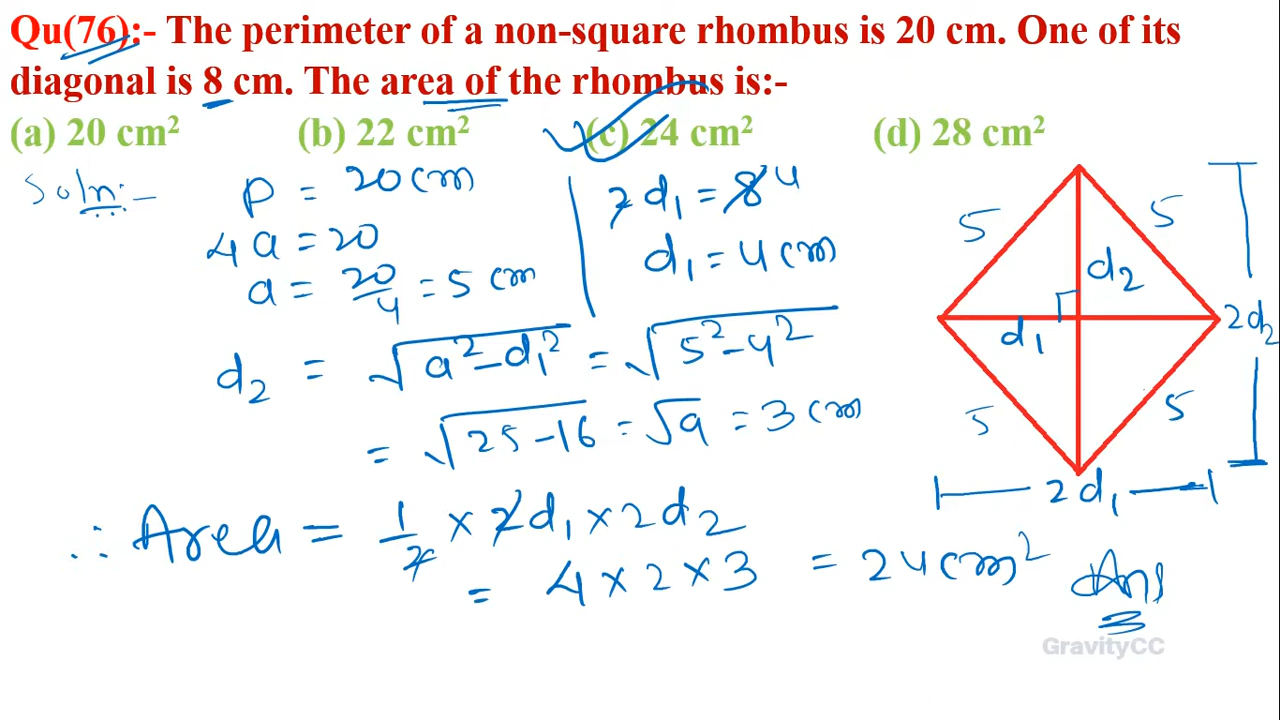 Qu(76):- The perimeter of a non-square rhombus is 20 cm. One of its
diagonal is 8 cm. The area of the rhombus is:-
(a) 20 cm² (b) 22 cm² (c) 24 cm² (d) 28 cm²
Soln:-
P = 20 cm
4a = 20
a = 20/4 = 5 cm
2d₁ = 8 4
d₁ = 4 cm
d₂ = √(a² - d₁²) = √(5² - 4²)
= √(25 - 16) = √9 = 3 cm
∴ Area = 1/2 × 2d₁ × 2d₂
= 4 × 2 × 3 = 24 cm² Ans
5 5
d₂
d₁ 2d₂
5 5
2d₁
GravityCC